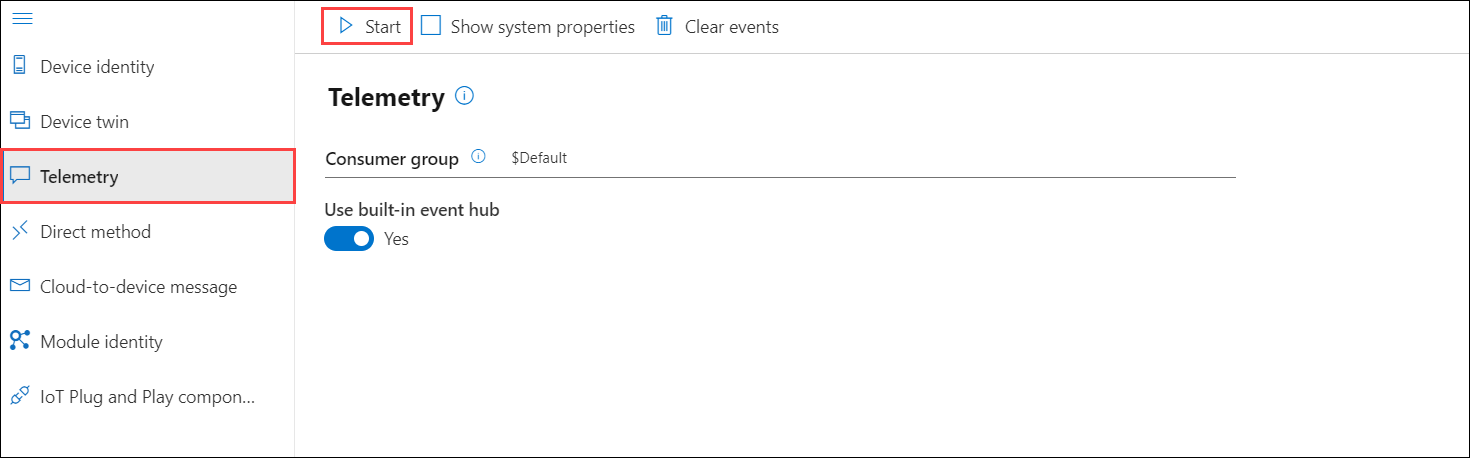 Start Show system properties Clear events
Device identity
Device twin
Telemetry
Direct method
Cloud-to-device message
Module identity
IoT Plug and Play compon...
Telemetry
Consumer group $Default
Use built-in event hub
Yes